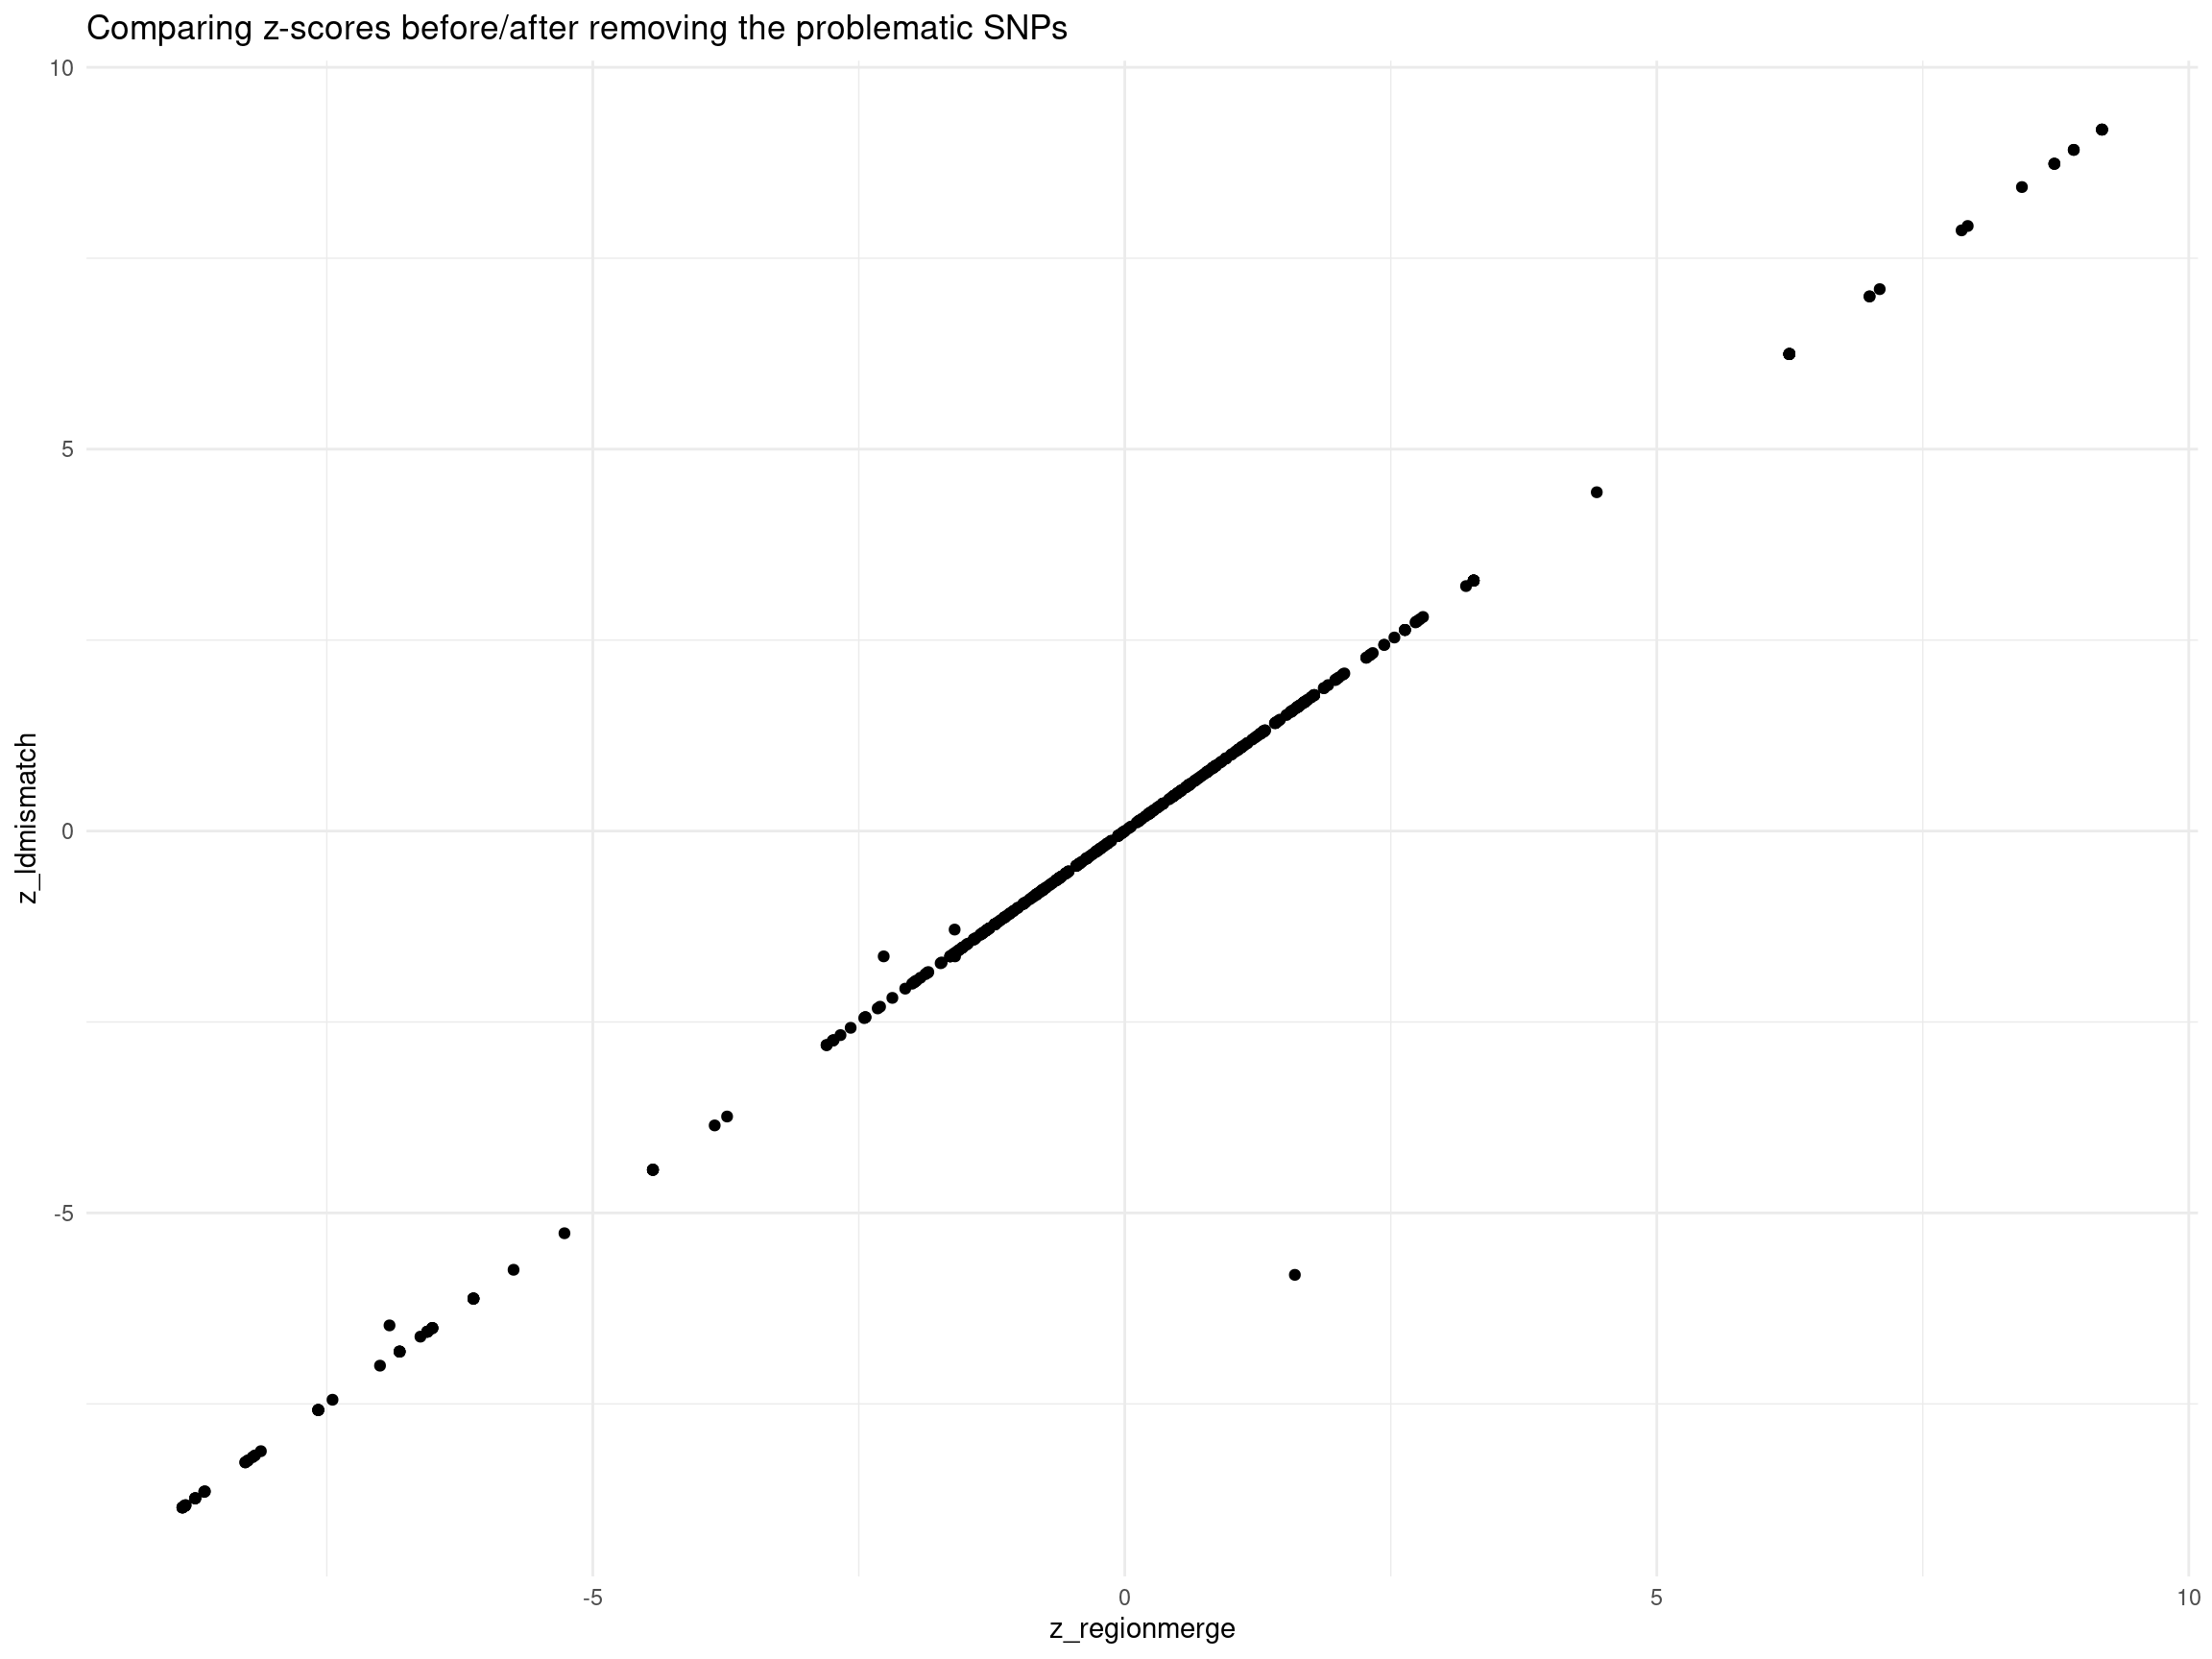 Comparing z-scores before/after removing the problematic SNPs
10
5
0
-5
z_ldmismatch
-5
0
5
10
z_regionmerge